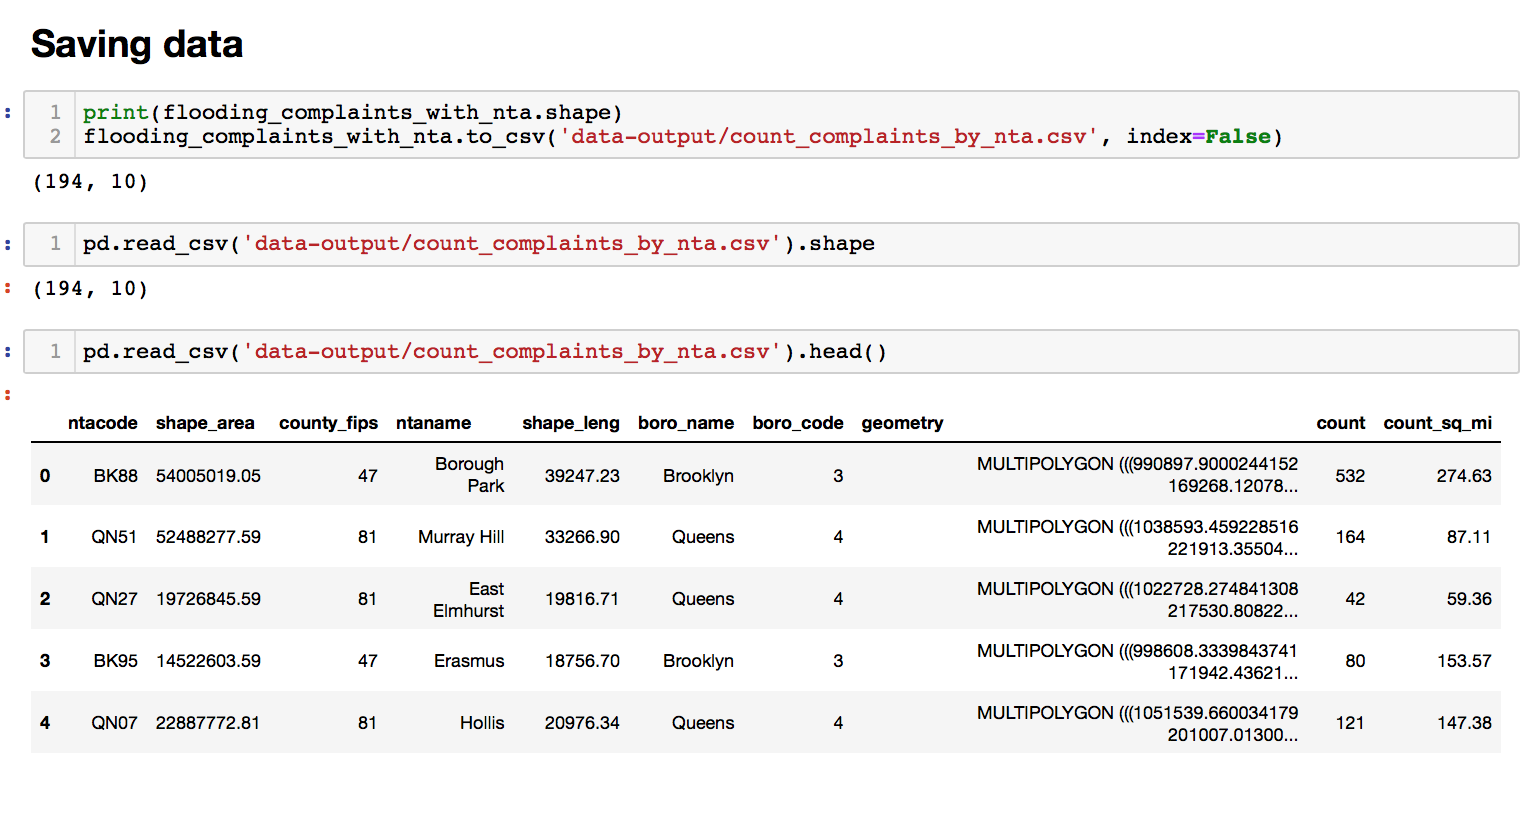 Saving data
: 1 print(flooding_complaints_with_nta.shape)
2 flooding_complaints_with_nta.to_csv('data-output/count_complaints_by_nta.csv', index=False)
(194, 10)
: 1 pd.read_csv('data-output/count_complaints_by_nta.csv').shape
: (194, 10)
: 1 pd.read_csv('data-output/count_complaints_by_nta.csv').head()
:
ntacode shape_area county_fips ntaname shape_leng boro_name boro_code geometry count count_sq_mi
0 BK88 54005019.05 47 Borough Park 39247.23 Brooklyn 3 MULTIPOLYGON (((990897.9000244152 169268.12078... 532 274.63
1 QN51 52488277.59 81 Murray Hill 33266.90 Queens 4 MULTIPOLYGON (((1038593.459228516 221913.35504... 164 87.11
2 QN27 19726845.59 81 East Elmhurst 19816.71 Queens 4 MULTIPOLYGON (((1022728.274841308 217530.80822... 42 59.36
3 BK95 14522603.59 47 Erasmus 18756.70 Brooklyn 3 MULTIPOLYGON (((998608.3339843741 171942.43621... 80 153.57
4 QN07 22887772.81 81 Hollis 20976.34 Queens 4 MULTIPOLYGON (((1051539.660034179 201007.01300... 121 147.38